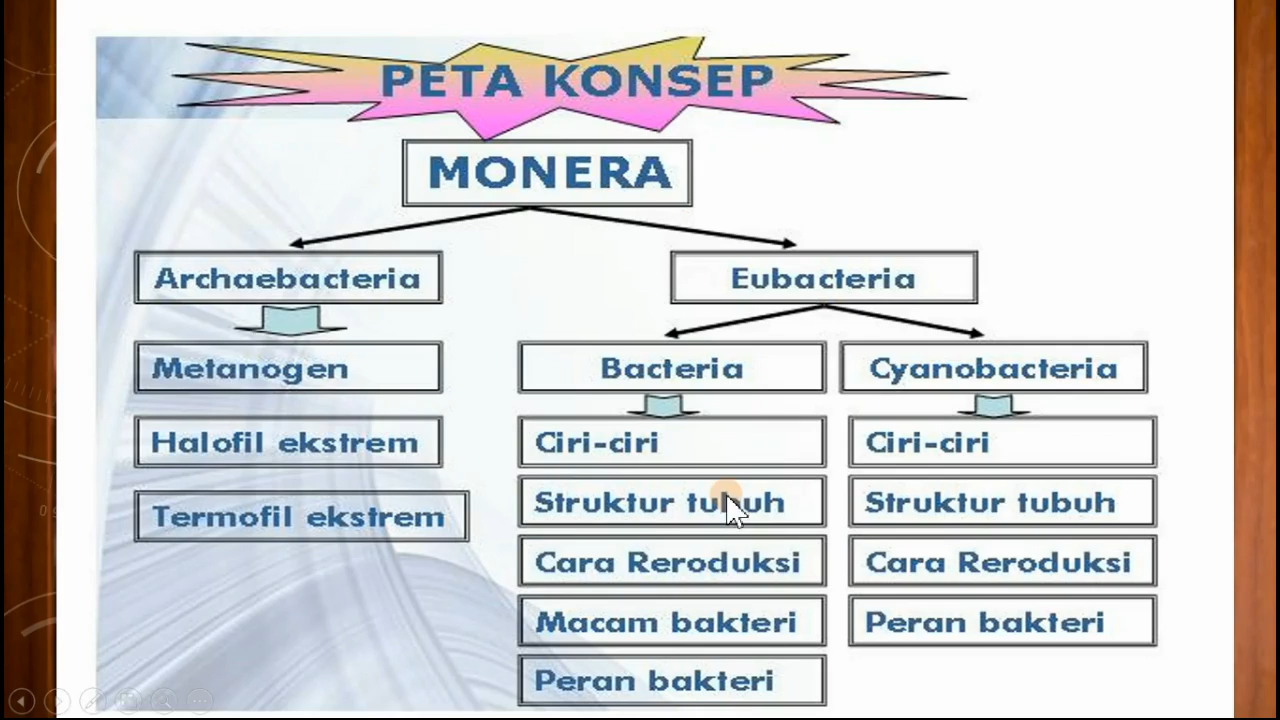 PETA KONSEP
MONERA
Archaebacteria
Eubacteria
Metanogen
Bacteria
Cyanobacteria
Halofil ekstrem
Ciri-ciri
Ciri-ciri
Termofil ekstrem
Struktur tubuh
Struktur tubuh
Cara Reroduksi
Cara Reroduksi
Macam bakteri
Peran bakteri
Peran bakteri